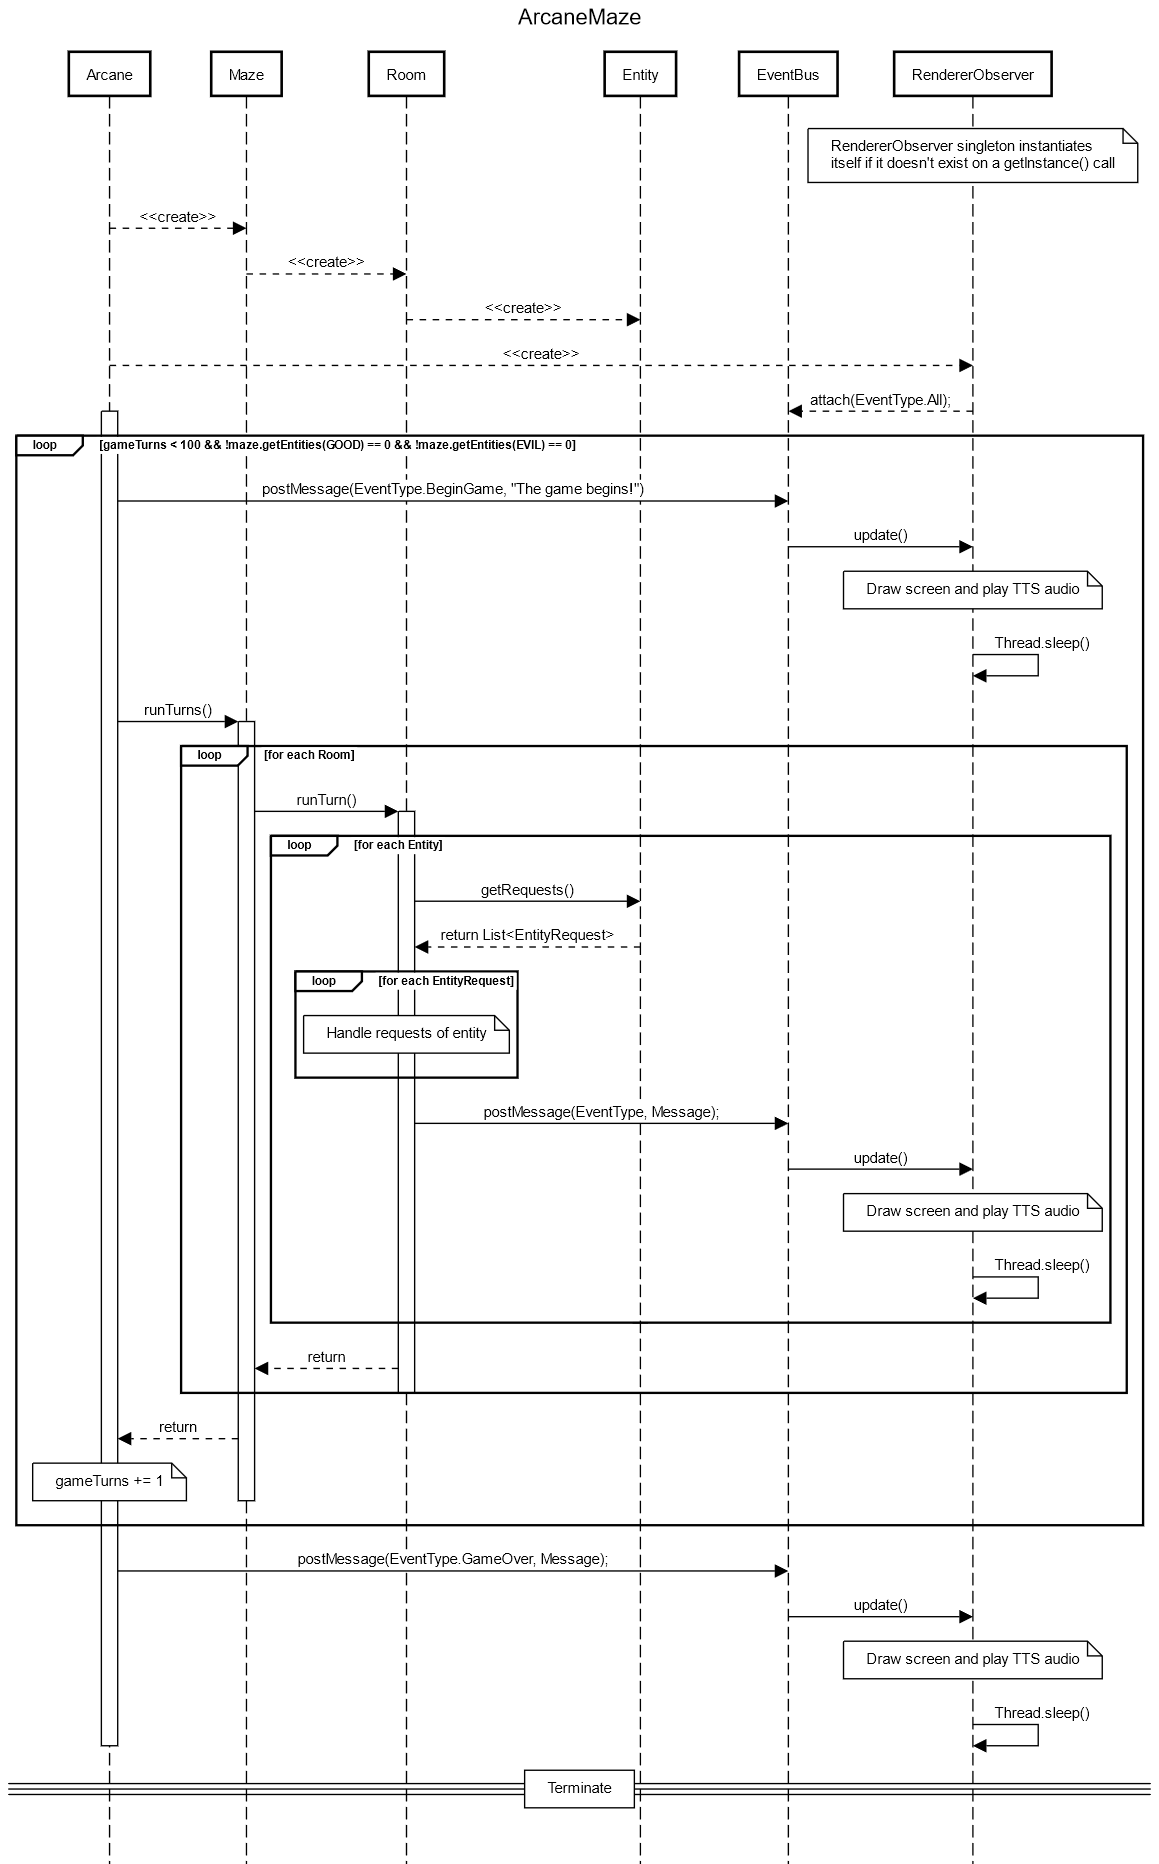 ArcaneMaze
Arcane
Maze
Room
Entity
EventBus
RendererObserver
RendererObserver singleton instantiates
itself if it doesn't exist on a getInstance() call
<<create>>
<<create>>
<<create>>
<<create>>
attach(EventType.All);
loop [gameTurns < 100 && !maze.getEntities(GOOD) == 0 && !maze.getEntities(EVIL) == 0]
postMessage(EventType.BeginGame, "The game begins!")
update()
Draw screen and play TTS audio
Thread.sleep()
runTurns()
loop [for each Room]
runTurn()
loop [for each Entity]
getRequests()
return List<EntityRequest>
loop [for each EntityRequest]
Handle requests of entity
postMessage(EventType, Message);
update()
Draw screen and play TTS audio
Thread.sleep()
return
return
gameTurns += 1
postMessage(EventType.GameOver, Message);
update()
Draw screen and play TTS audio
Thread.sleep()
Terminate